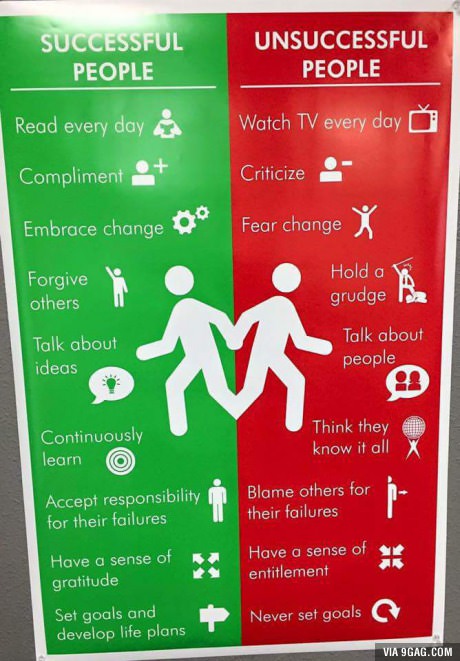 SUCCESSFUL
PEOPLE
Read every day
Compliment
Embrace change
Forgive
others
Talk about
ideas
Continuously
learn
Accept responsibility
for their failures
Have a sense of
gratitude
Set goals and
develop life plans
UNSUCCESSFUL
PEOPLE
Watch TV every day
Criticize
Fear change
Hold a
grudge
Talk about
people
Think they
know it all
Blame others for
their failures
Have a sense of
entitlement
Never set goals
VIA 9GAG.COM